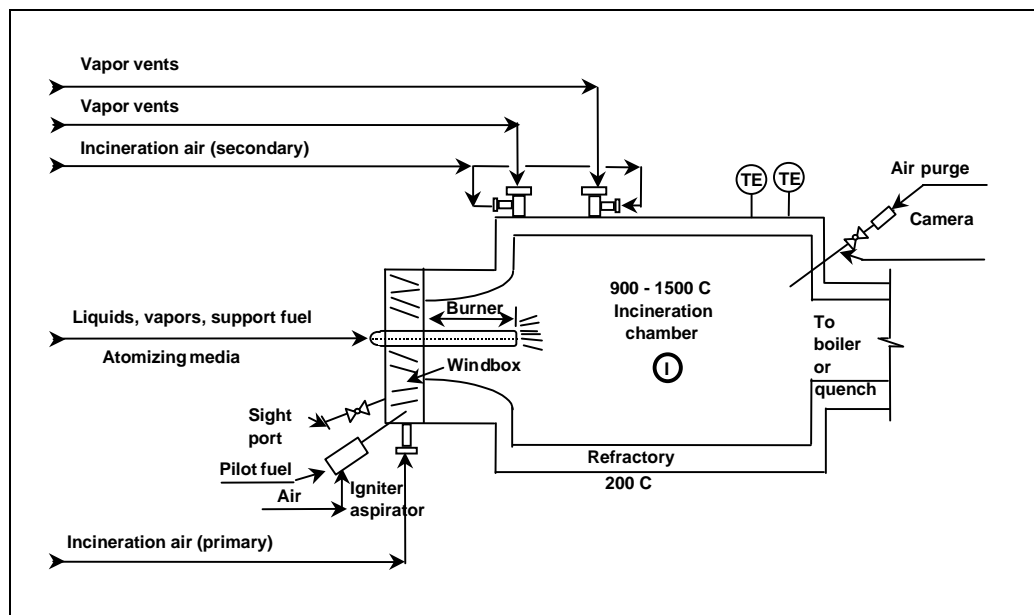 Vapor vents
Vapor vents
Incineration air (secondary)
TE
TE
Air purge
Camera
900 - 1500 C
Incineration
chamber
I
Burner
Liquids, vapors, support fuel
Atomizing media
To
boiler
or
quench
Windbox
Sight
port
Pilot fuel
Air
Igniter
aspirator
Refractory
200 C
Incineration air (primary)